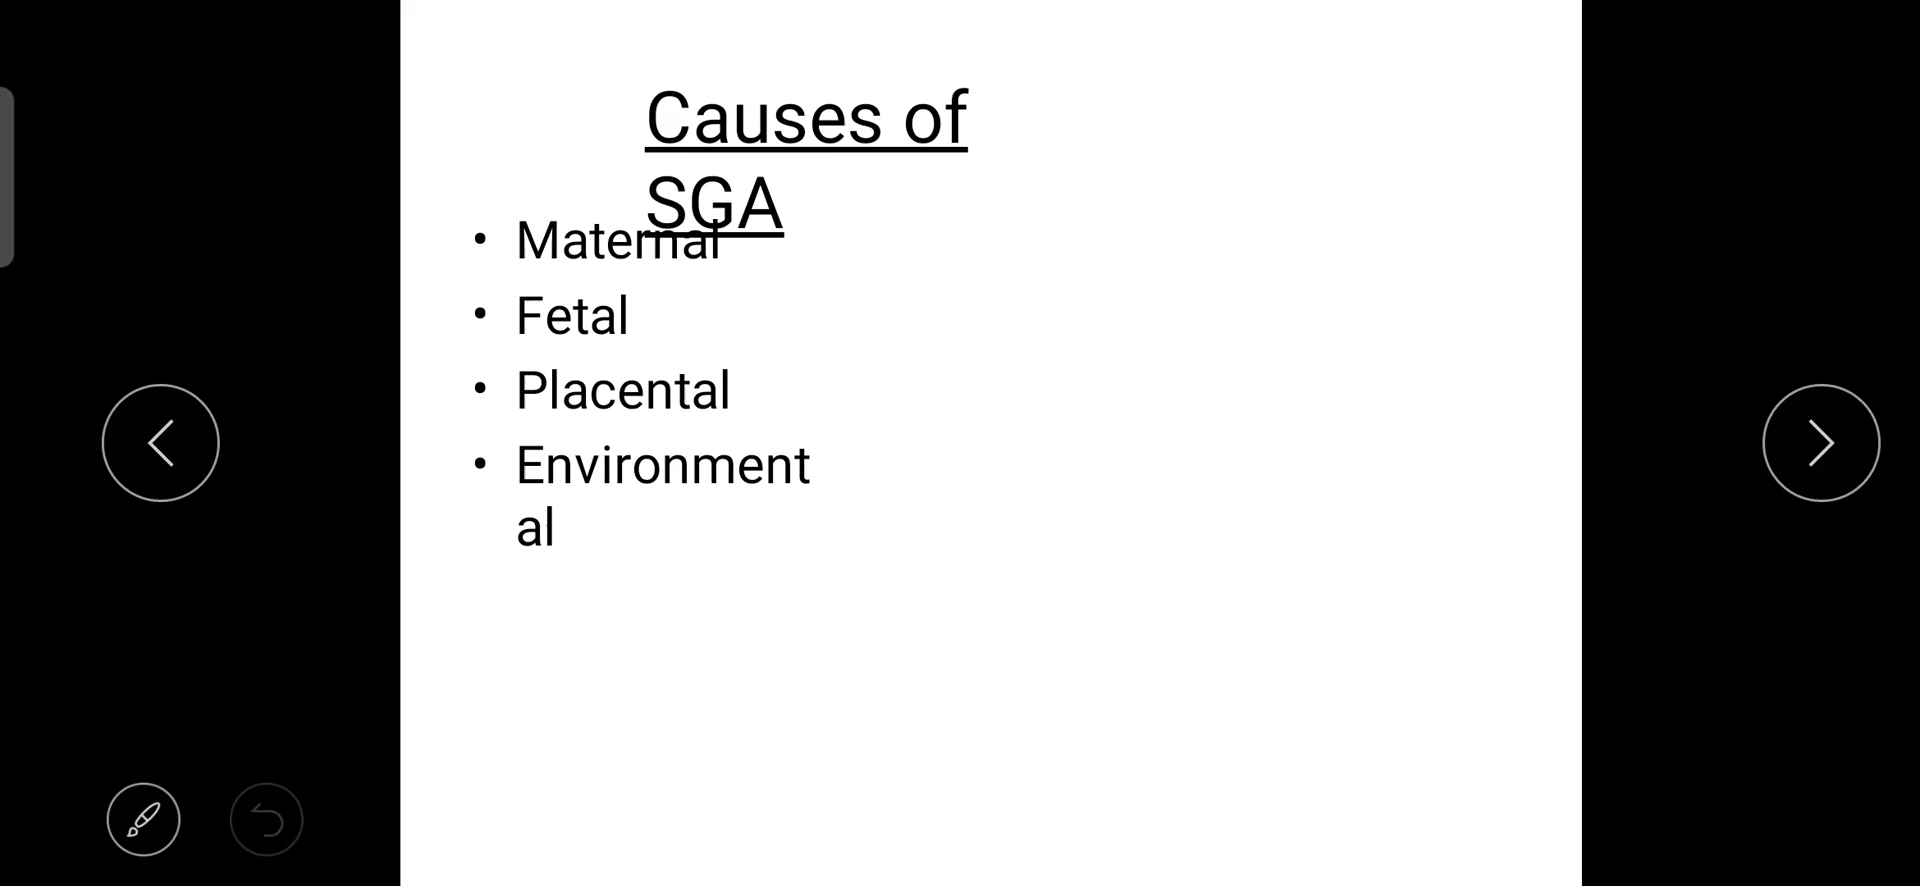 Causes of
SGA
• Maternal
• Fetal
• Placental
• Environment
al